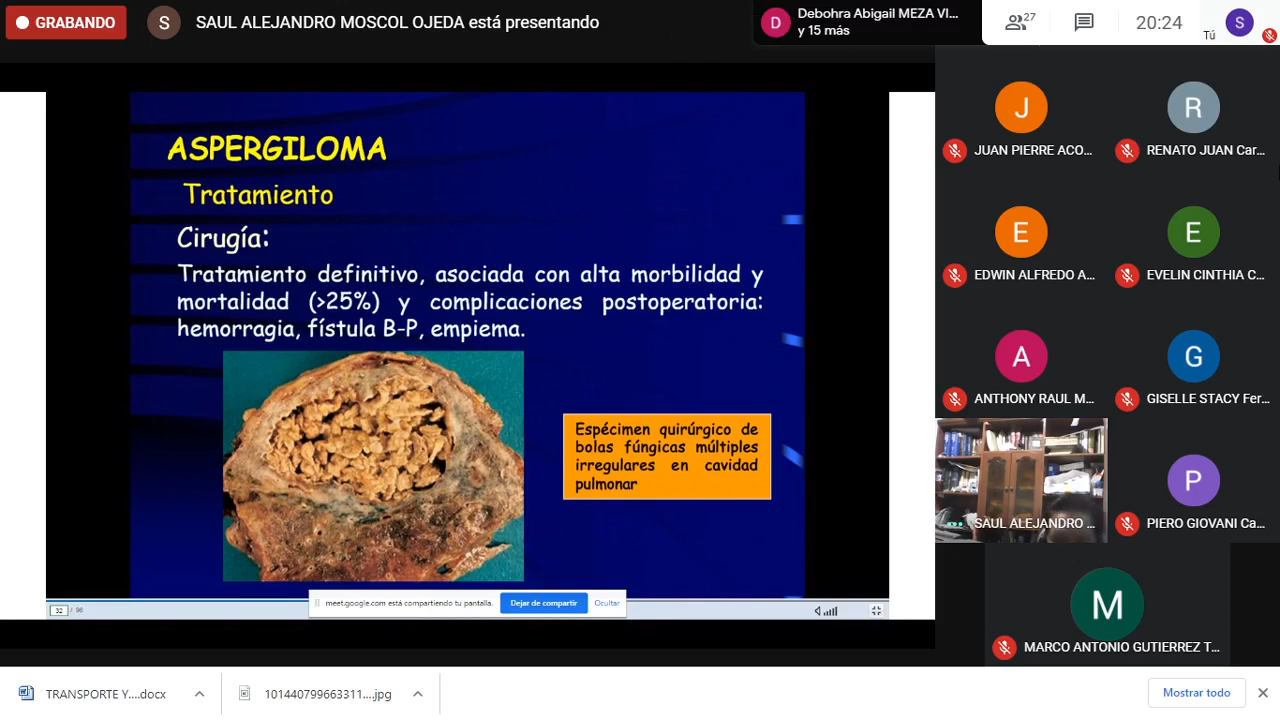 GRABANDO
S
SAUL ALEJANDRO MOSCOL OJEDA está presentando
D
Debohra Abigail MEZA VI...
y 15 más
27
20:24
Tú
S
ASPERGILOMA
Tratamiento
Cirugía:
Tratamiento definitivo, asociada con alta morbilidad y
mortalidad (>25%) y complicaciones postoperatoria:
hemorragia, fístula B-P, empiema.
Espécimen quirúrgico de
bolas fúngicas múltiples
irregulares en cavidad
pulmonar
meet.google.com está compartiendo tu pantalla.
Dejar de compartir
Ocultar
32 / 98
J
JUAN PIERRE ACO...
R
RENATO JUAN Car...
E
EDWIN ALFREDO A...
E
EVELIN CINTHIA C...
A
ANTHONY RAUL M...
G
GISELLE STACY Fer...
SAUL ALEJANDRO ...
P
PIERO GIOVANI Ca...
M
MARCO ANTONIO GUTIERREZ T...
TRANSPORTE Y....docx
101440799663311....jpg
Mostrar todo